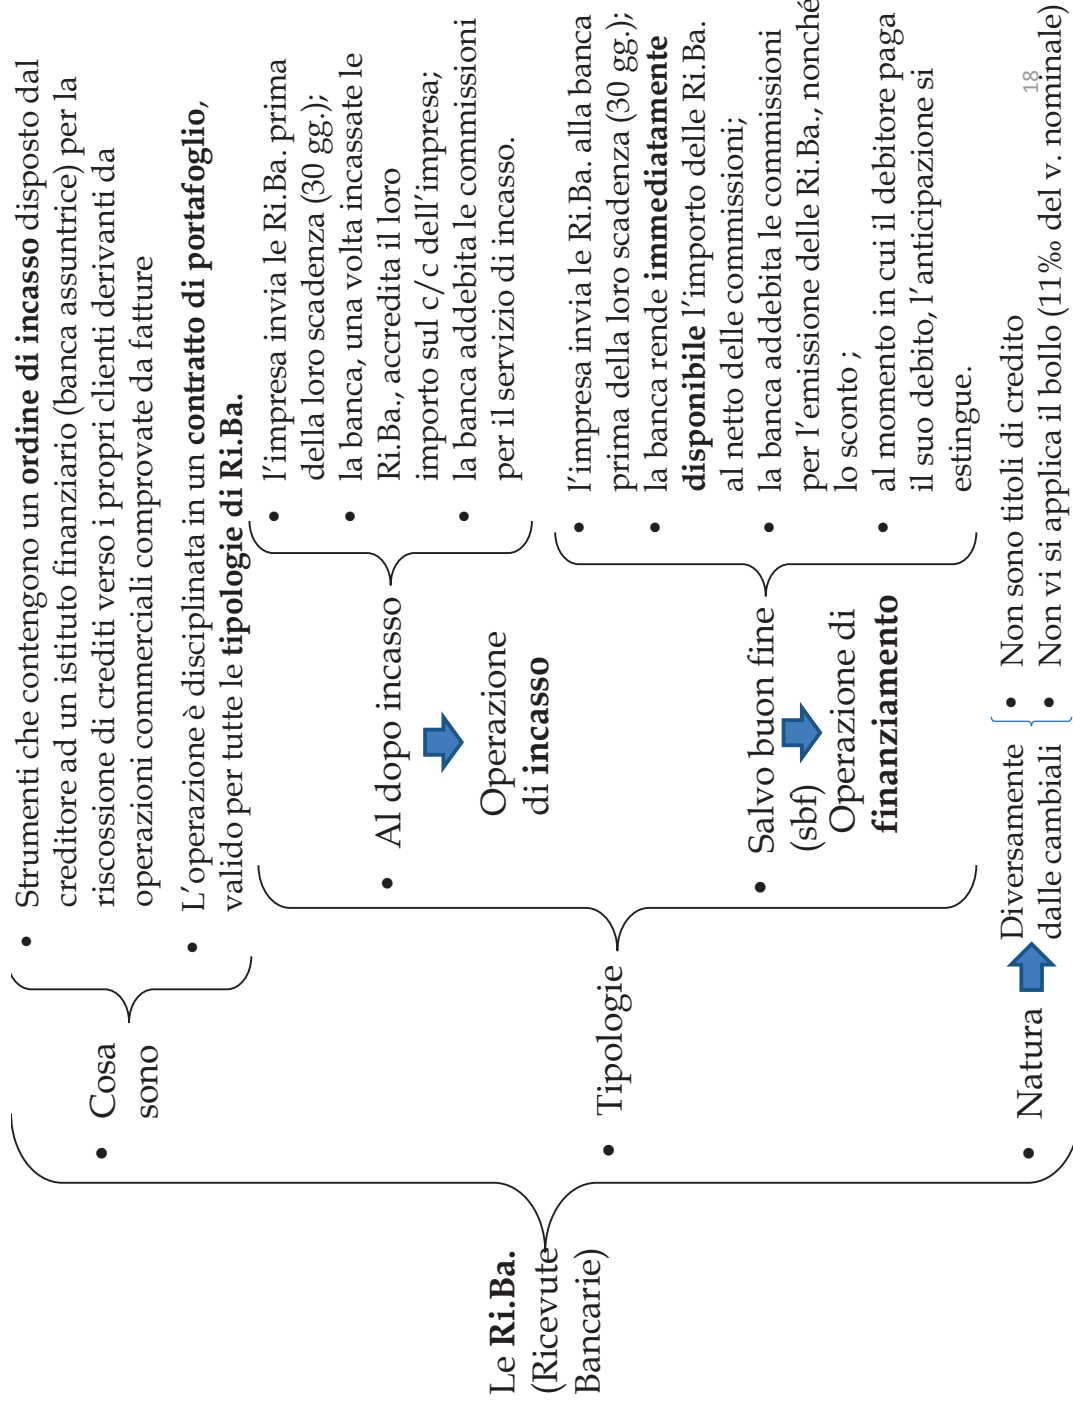 Le Ri.Ba.
(Ricevute
Bancarie)
• Cosa
sono
• Strumenti che contengono un ordine di incasso disposto dal
creditore ad un istituto finanziario (banca assuntrice) per la
riscossione di crediti verso i propri clienti derivanti da
operazioni commerciali comprovate da fatture
• L'operazione è disciplinata in un contratto di portafoglio,
valido per tutte le tipologie di Ri.Ba.
• Tipologie
• Al dopo incasso
Operazione
di incasso
• l'impresa invia le Ri.Ba. prima
della loro scadenza (30 gg.);
• la banca, una volta incassate le
Ri.Ba., accredita il loro
importo sul c/c dell'impresa;
• la banca addebita le commissioni
per il servizio di incasso.
• Salvo buon fine
(sbf)
Operazione di
finanziamento
• l'impresa invia le Ri.Ba. alla banca
prima della loro scadenza (30 gg.);
• la banca rende immediatamente
disponibile l'importo delle Ri.Ba.
al netto delle commissioni;
• la banca addebita le commissioni
per l'emissione delle Ri.Ba., nonché
lo sconto ;
• al momento in cui il debitore paga
il suo debito, l'anticipazione si
estingue.
• Natura
Diversamente
dalle cambiali
• Non sono titoli di credito
• Non vi si applica il bollo (11‰ del v. nominale)
18